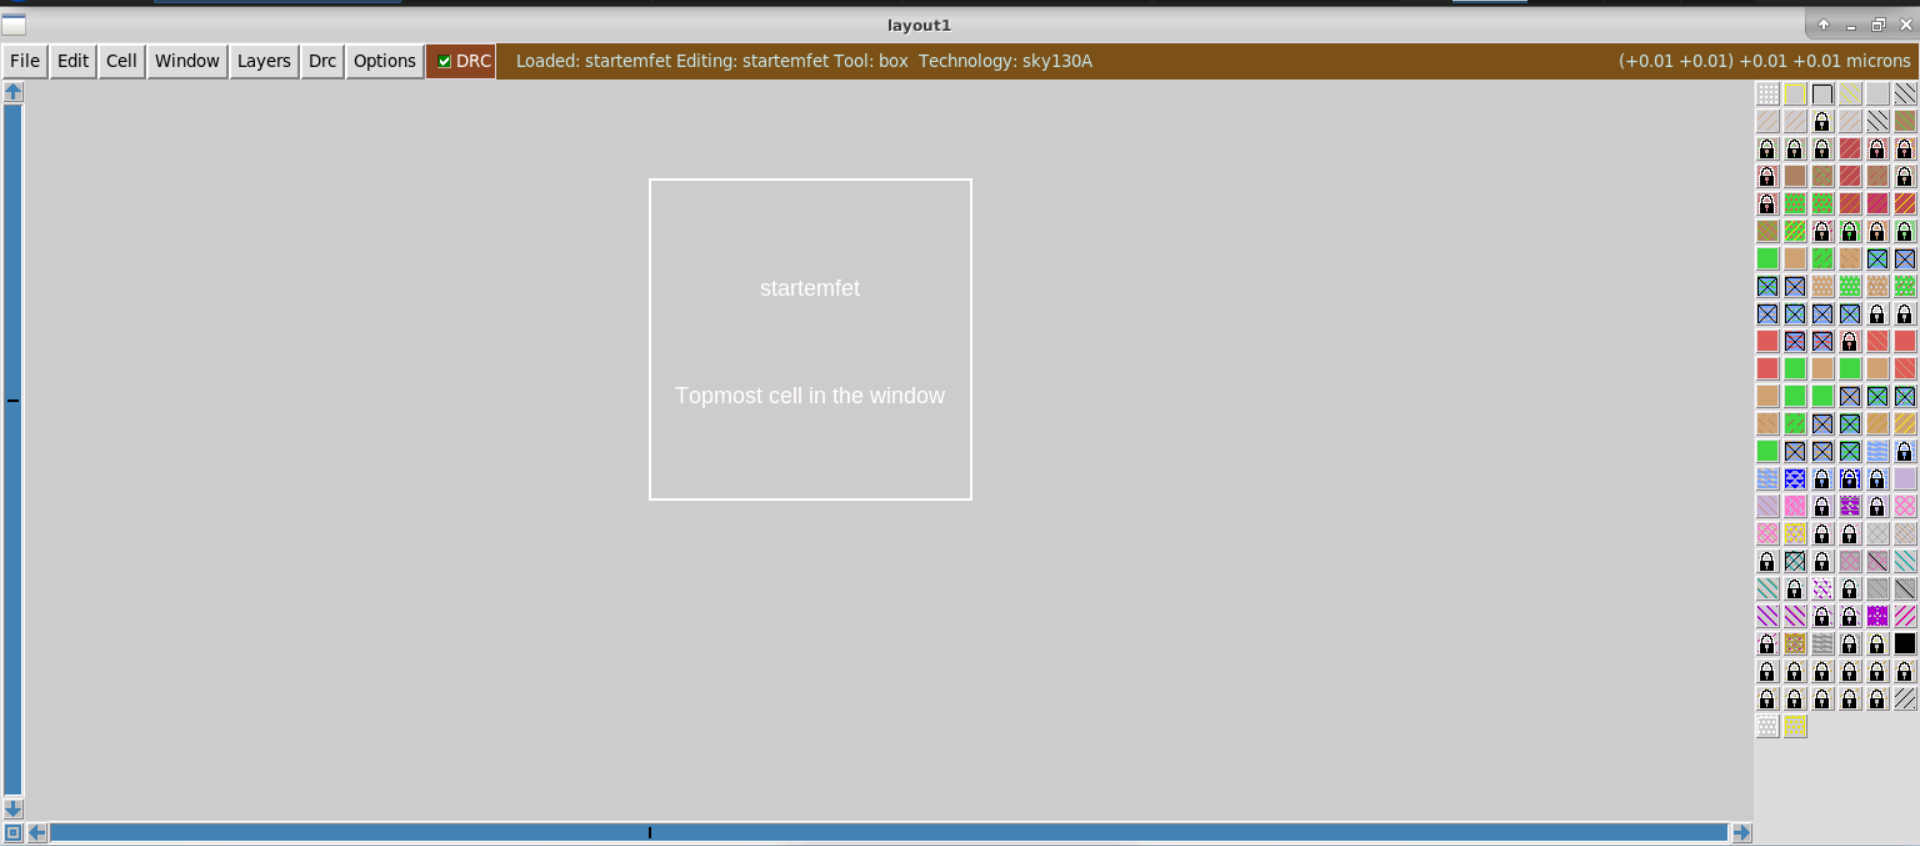 layout1
File Edit Cell Window Layers Drc Options DRC Loaded: startemfet Editing: startemfet Tool: box Technology: sky130A (+0.01 +0.01) +0.01 +0.01 microns
startemfet
Topmost cell in the window